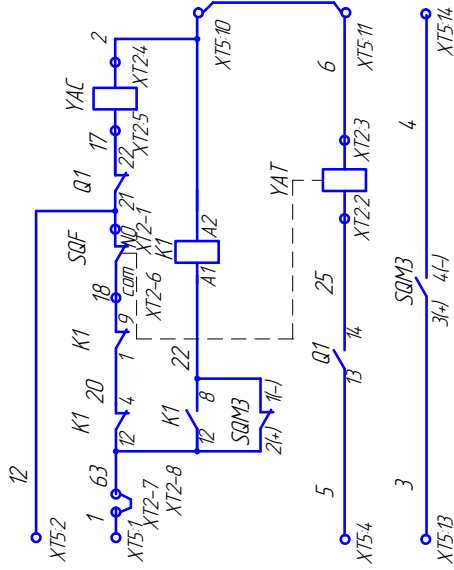 12
XT5:2
1
XT5:1
63
XT2-7
XT2-8
K1
12
4
20
K1
1
9
18
SQF
com
NO
XT2-6
XT2-1
Q1
21
22
17
YAC
XT2:5
XT2:4
2
XT5:10
K1
12
8
22
K1
A1
A2
SQM3
2(+)
1(-)
5
XT5:4
Q1
13
14
25
YAT
XT2:2
XT2:3
6
XT5:11
3
XT5:13
SQM3
3(+)
4(-)
4
XT5:14